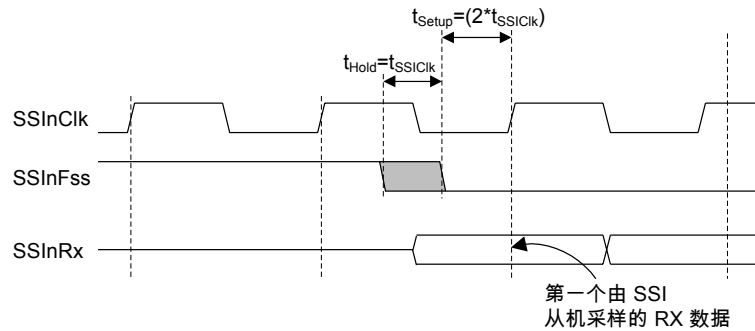 tSetup=(2*tSSIClk)
tHold=tSSIClk
SSInClk
SSInFss
SSInRx
第一个由 SSI
从机采样的 RX 数据